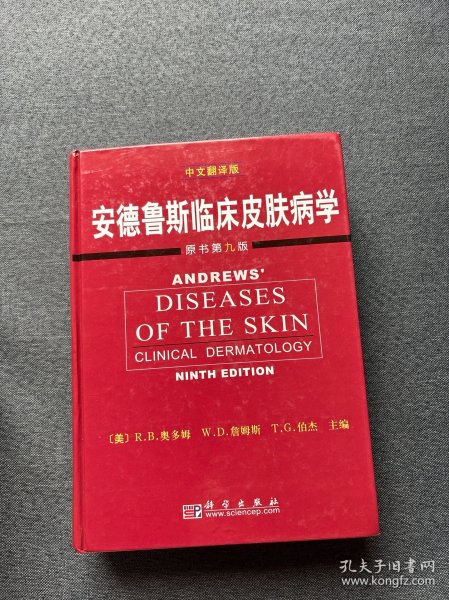 中文翻译版
安德鲁斯临床皮肤病学
原书第九版
ANDREWS'
DISEASES
OF THE SKIN
CLINICAL DERMATOLOGY
NINTH EDITION
〔美〕R.B.奥多姆 W.D.詹姆斯 T.G.伯杰 主编
科学出版社
www.sciencep.com
孔夫子旧书网
www.kongfz.com